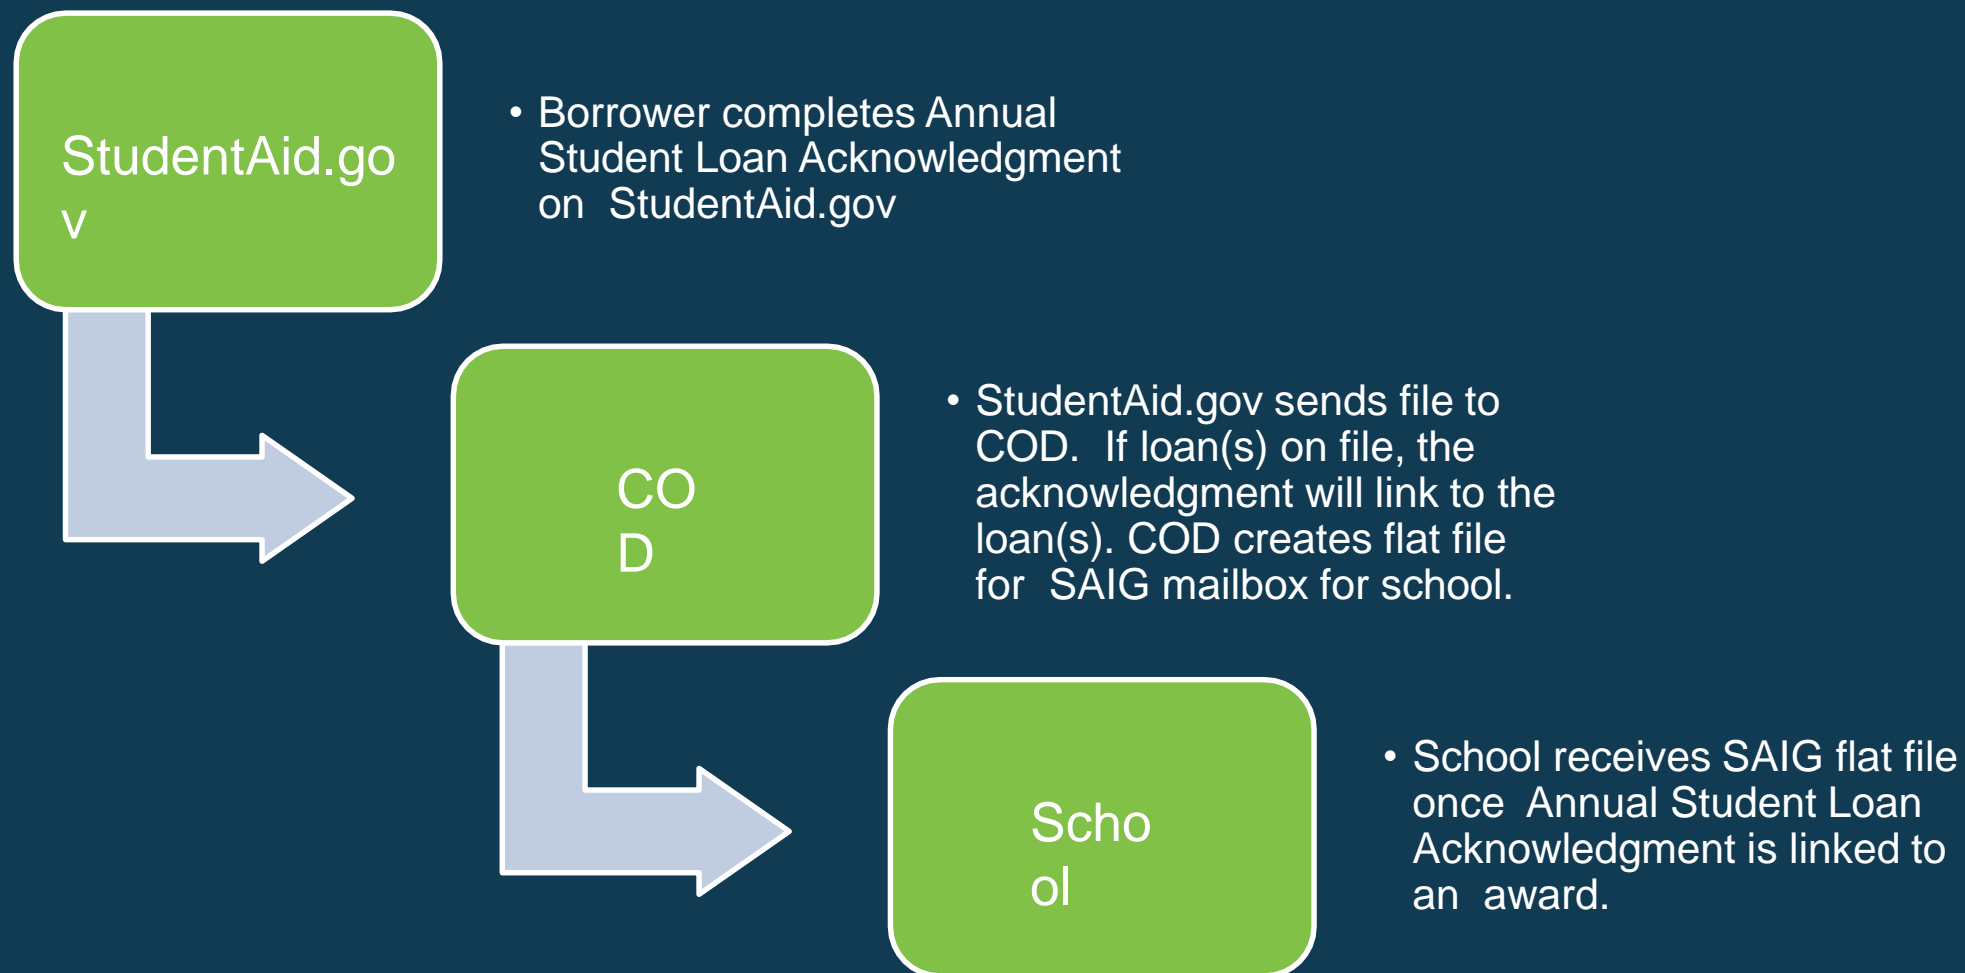 StudentAid.go
v
• Borrower completes Annual
Student Loan Acknowledgment
on StudentAid.gov
CO
D
• StudentAid.gov sends file to
COD. If loan(s) on file, the
acknowledgment will link to the
loan(s). COD creates flat file
for SAIG mailbox for school.
Scho
ol
• School receives SAIG flat file
once Annual Student Loan
Acknowledgment is linked to
an award.